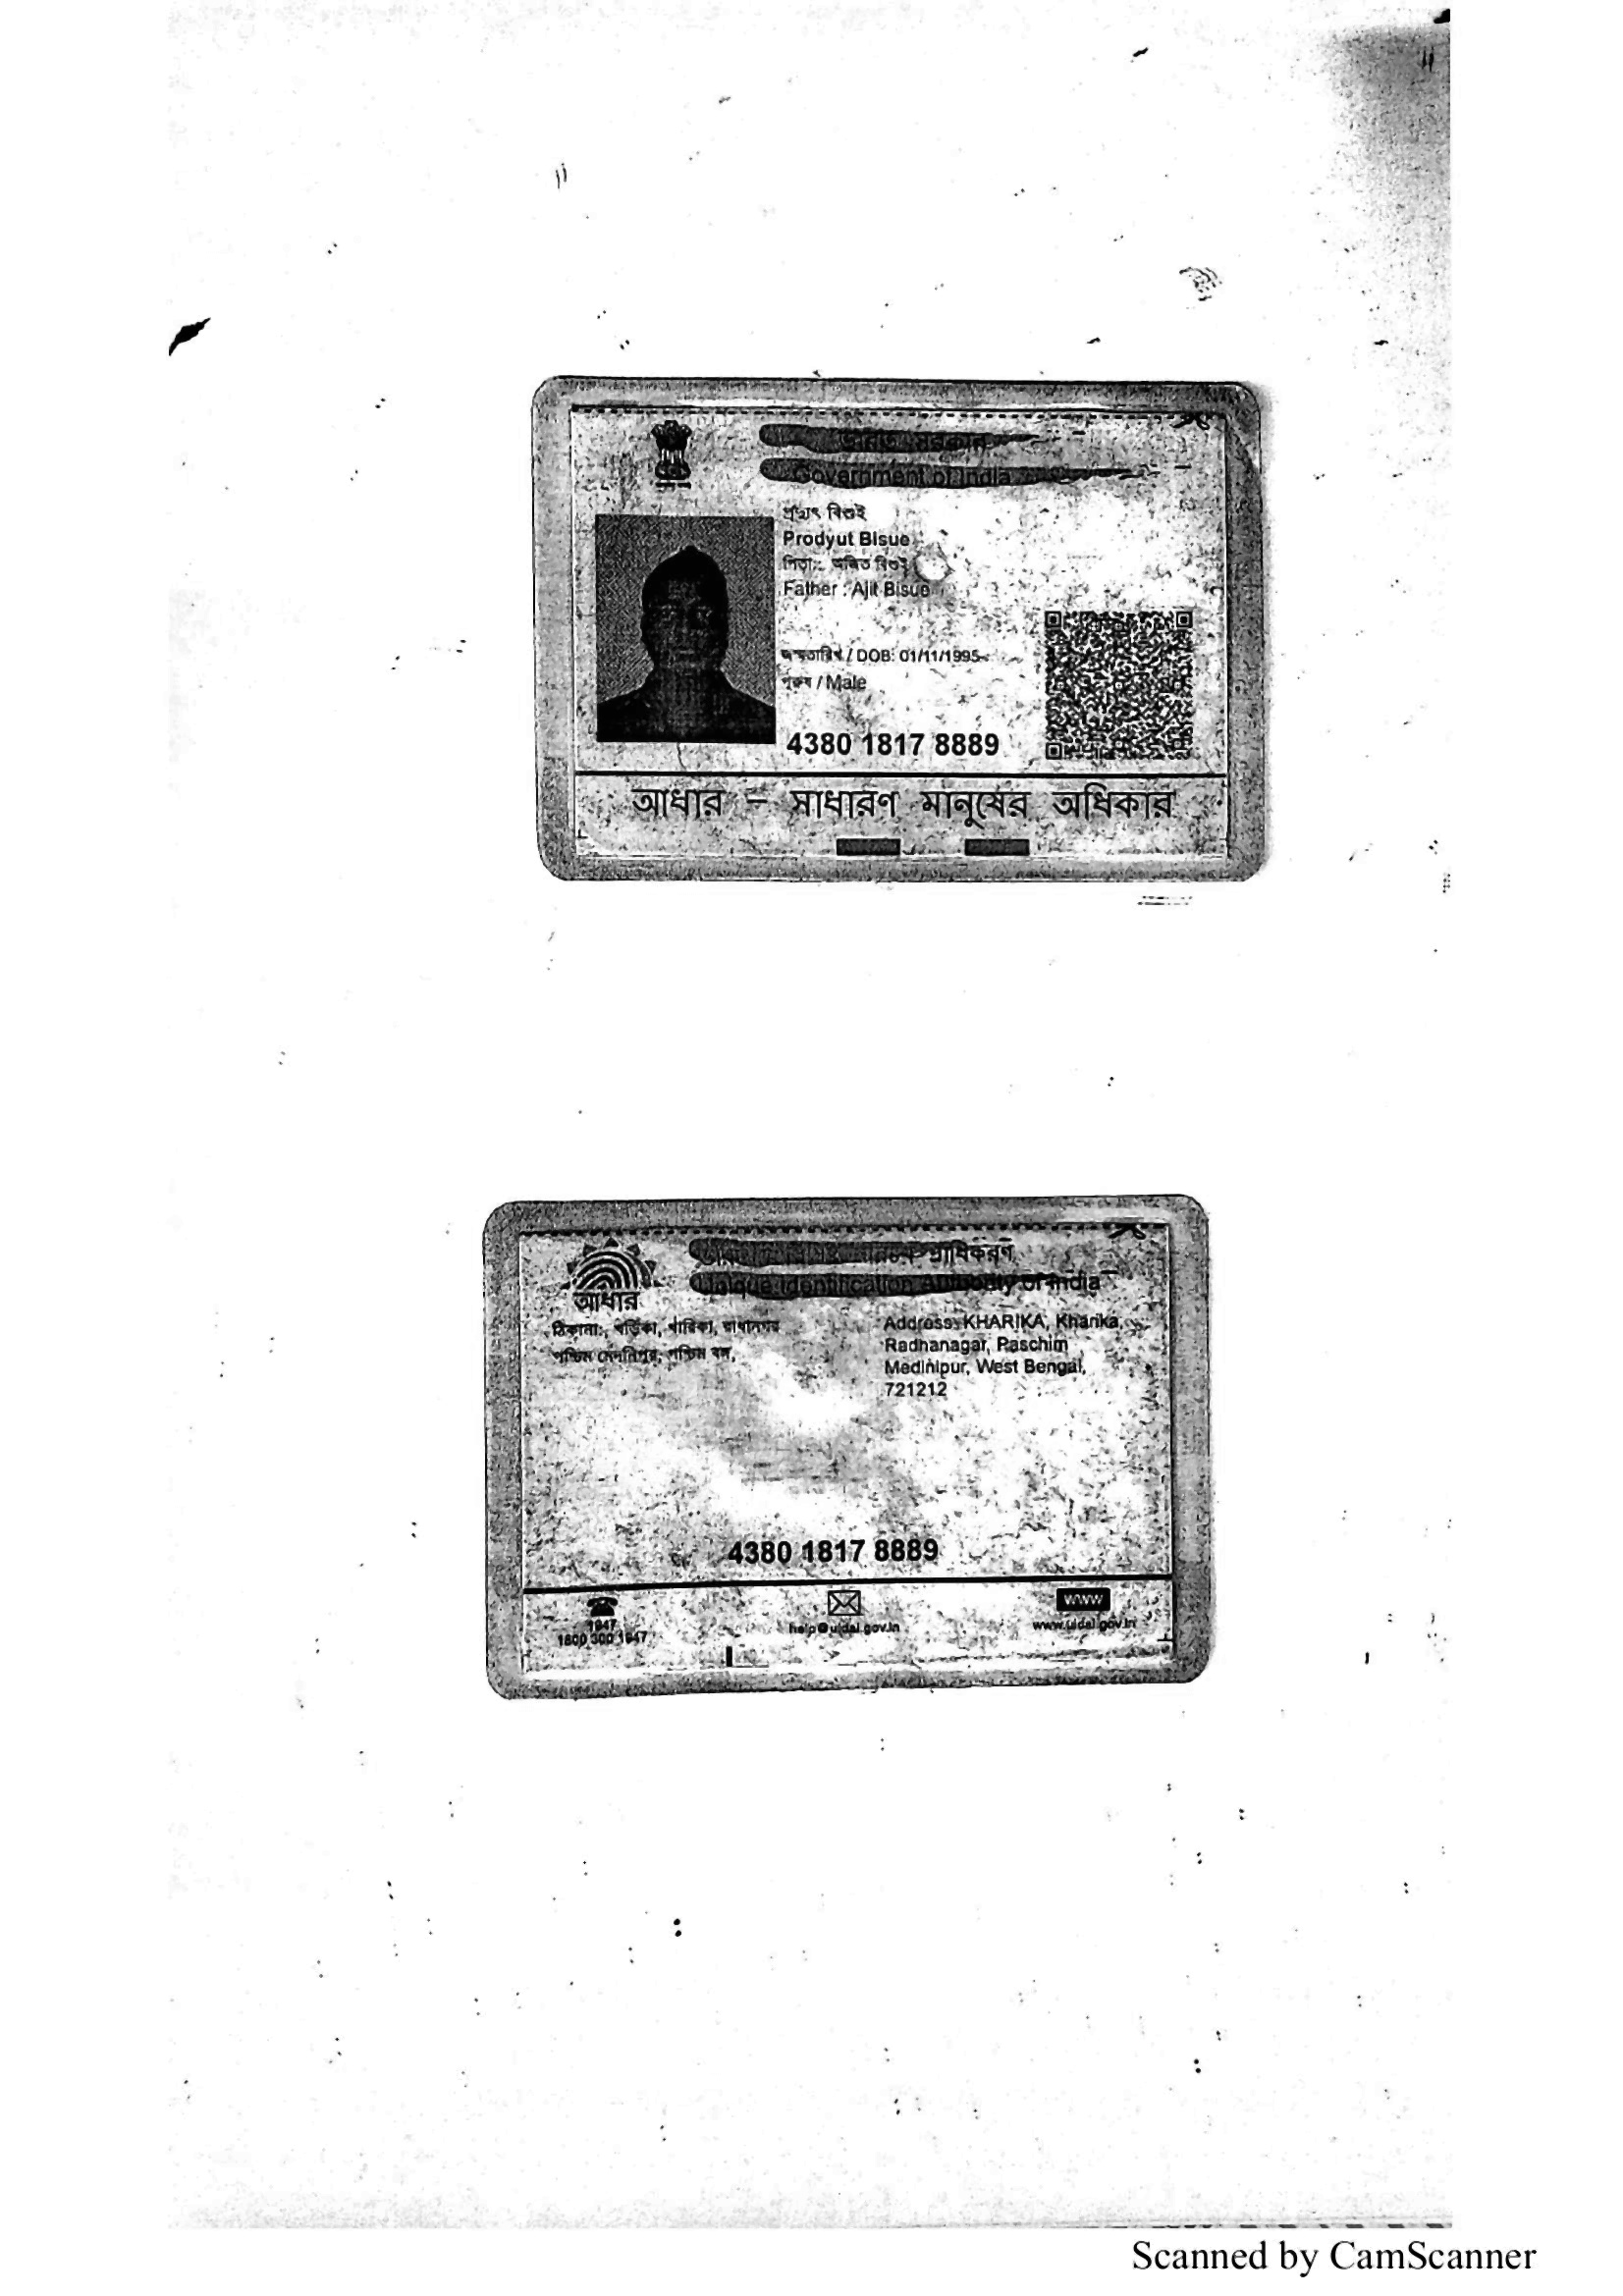 ভারত সরকার
Government of India
প্রদ্যুৎ বিশুই
Prodyut Bisue
পিতা: অজিত বিশুই
Father : Ajit Bisue
জন্মতারিখ / DOB: 01/11/1995
পুরুষ / Male
4380 1817 8889
আধার – সাধারণ মানুষের অধিকার
প্রাধিকরণ
Unique Identification Authority of India
আধার
ঠিকানা:, খড়িকা, খারিকা, রাধানগর
পশ্চিম মেদনিপুর, পশ্চিম বঙ্গ,
Address: KHARIKA, Kharika,
Radhanagar, Paschim
Medinipur, West Bengal,
721212
4380 1817 8889
1947
1800 300 1947
help@uidai.gov.in
www
www.uidai.gov.in
Scanned by CamScanner